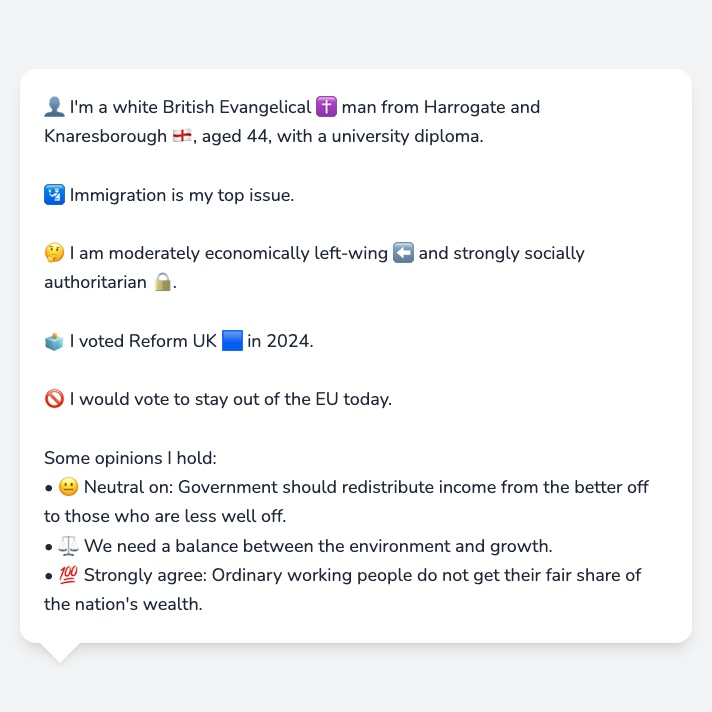 👤 I'm a white British Evangelical ✝️ man from Harrogate and
Knaresborough 🏴󠁧󠁢󠁥󠁮󠁧󠁿, aged 44, with a university diploma.
🛂 Immigration is my top issue.
🤔 I am moderately economically left-wing ⬅️ and strongly socially
authoritarian 🔒.
🗳️ I voted Reform UK 🟦 in 2024.
🚫 I would vote to stay out of the EU today.
Some opinions I hold:
• 😐 Neutral on: Government should redistribute income from the better off
to those who are less well off.
• ⚖️ We need a balance between the environment and growth.
• 💯 Strongly agree: Ordinary working people do not get their fair share of
the nation's wealth.